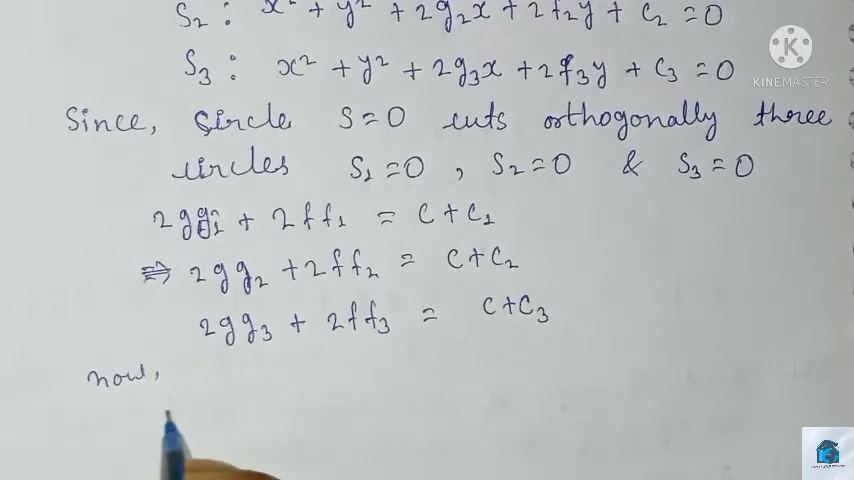 S₂ : x² + y² + 2g₂x + 2f₂y + c₂ = 0
S₃ : x² + y² + 2g₃x + 2f₃y + c₃ = 0
KINEMASTER
Since, circle S=0 cuts orthogonally three
circles S₁=0 , S₂=0 & S₃=0
2gg₁ + 2ff₁ = c+c₁
⇒ 2gg₂ + 2ff₂ = c+c₂
2gg₃ + 2ff₃ = c+c₃
now,